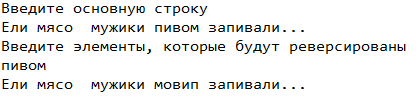 Введите основную строку
Ели мясо  мужики пивом запивали...
Введите элементы, которые будут реверсированы
пивом
Ели мясо  мужики мовип запивали...